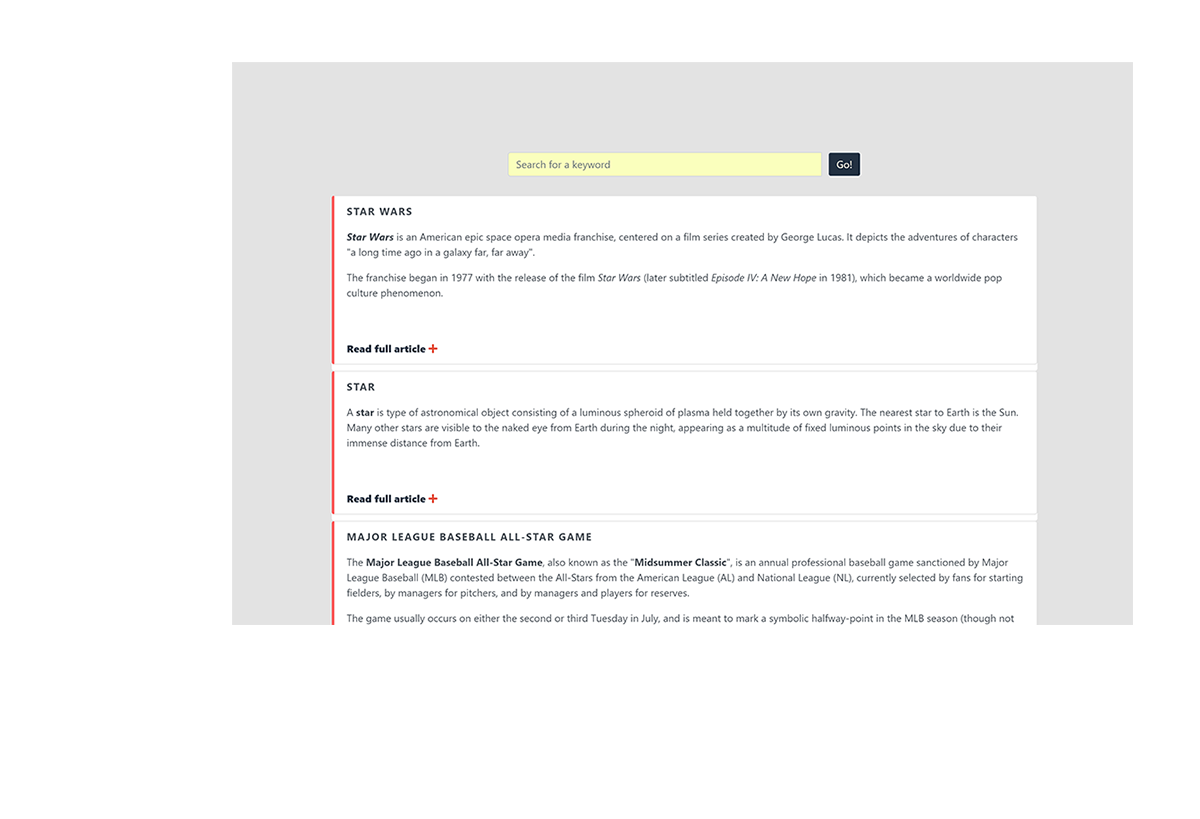 Search for a keyword Go!
STAR WARS
Star Wars is an American epic space opera media franchise, centered on a film series created by George Lucas. It depicts the adventures of characters
"a long time ago in a galaxy far, far away".
The franchise began in 1977 with the release of the film Star Wars (later subtitled Episode IV: A New Hope in 1981), which became a worldwide pop
culture phenomenon.
Read full article
STAR
A star is type of astronomical object consisting of a luminous spheroid of plasma held together by its own gravity. The nearest star to Earth is the Sun.
Many other stars are visible to the naked eye from Earth during the night, appearing as a multitude of fixed luminous points in the sky due to their
immense distance from Earth.
Read full article
MAJOR LEAGUE BASEBALL ALL-STAR GAME
The Major League Baseball All-Star Game, also known as the "Midsummer Classic", is an annual professional baseball game sanctioned by Major
League Baseball (MLB) contested between the All-Stars from the American League (AL) and National League (NL), currently selected by fans for starting
fielders, by managers for pitchers, and by managers and players for reserves.
The game usually occurs on either the second or third Tuesday in July, and is meant to mark a symbolic halfway-point in the MLB season (though not